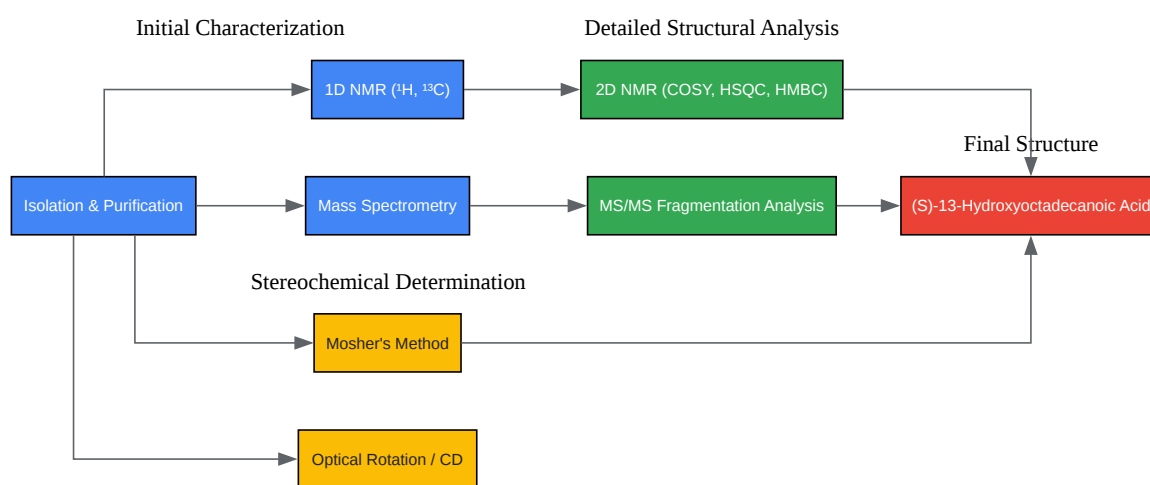 Initial Characterization
Detailed Structural Analysis
1D NMR (¹H, ¹³C)
2D NMR (COSY, HSQC, HMBC)
Final Structure
Isolation & Purification
Mass Spectrometry
MS/MS Fragmentation Analysis
(S)-13-Hydroxyoctadecanoic Acid
Stereochemical Determination
Mosher's Method
Optical Rotation / CD